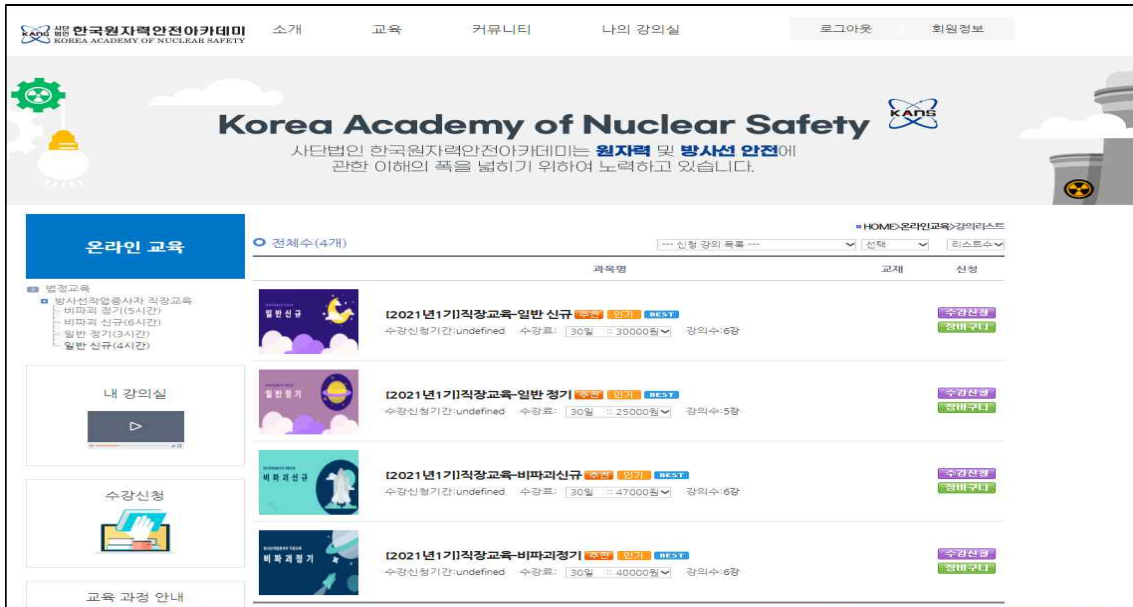 KANS 사단법인 한국원자력안전아카데미
KOREA ACADEMY OF NUCLEAR SAFETY
소개 교육 커뮤니티 나의 강의실 로그아웃 회원정보
Korea Academy of Nuclear Safety KANS
사단법인 한국원자력안전아카데미는 원자력 및 방사선 안전에
관한 이해의 폭을 넓히기 위하여 노력하고 있습니다.
HOME>온라인교육>강의리스트
온라인 교육
전체수(4개) --- 신청 강의 목록 --- 선택 리스트수
과목명 교재 신청
법정교육
방사선작업종사자 직장교육
비파괴 정기(5시간)
비파괴 신규(6시간)
일반 정기(3시간)
일반 신규(4시간)
일반신규
[2021년1기]직장교육-일반 신규 추천 인기 BEST
수강신청기간:undefined 수강료: 30일 :: 30000원 강의수:6강
수강신청
장바구니
내 강의실
일반정기
[2021년1기]직장교육-일반 정기 추천 인기 BEST
수강신청기간:undefined 수강료: 30일 :: 25000원 강의수:5강
수강신청
장바구니
수강신청
비파괴신규
[2021년1기]직장교육-비파괴신규 추천 인기 BEST
수강신청기간:undefined 수강료: 30일 :: 47000원 강의수:6강
수강신청
장바구니
비파괴정기
[2021년1기]직장교육-비파괴정기 추천 인기 BEST
수강신청기간:undefined 수강료: 30일 :: 40000원 강의수:6강
수강신청
장바구니
교육 과정 안내